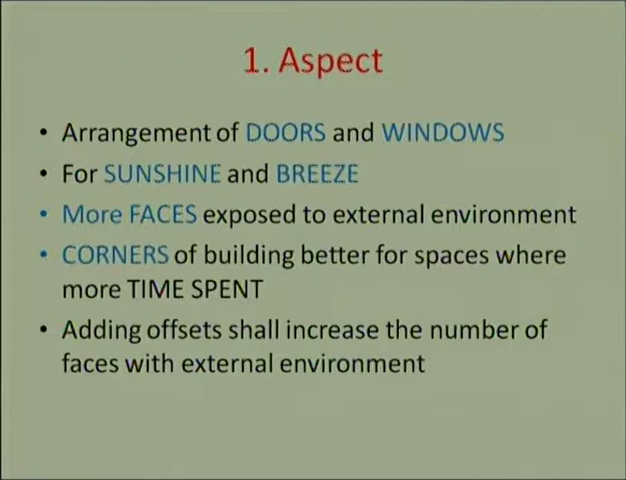 1. Aspect
• Arrangement of DOORS and WINDOWS
• For SUNSHINE and BREEZE
• More FACES exposed to external environment
• CORNERS of building better for spaces where
more TIME SPENT
• Adding offsets shall increase the number of
faces with external environment